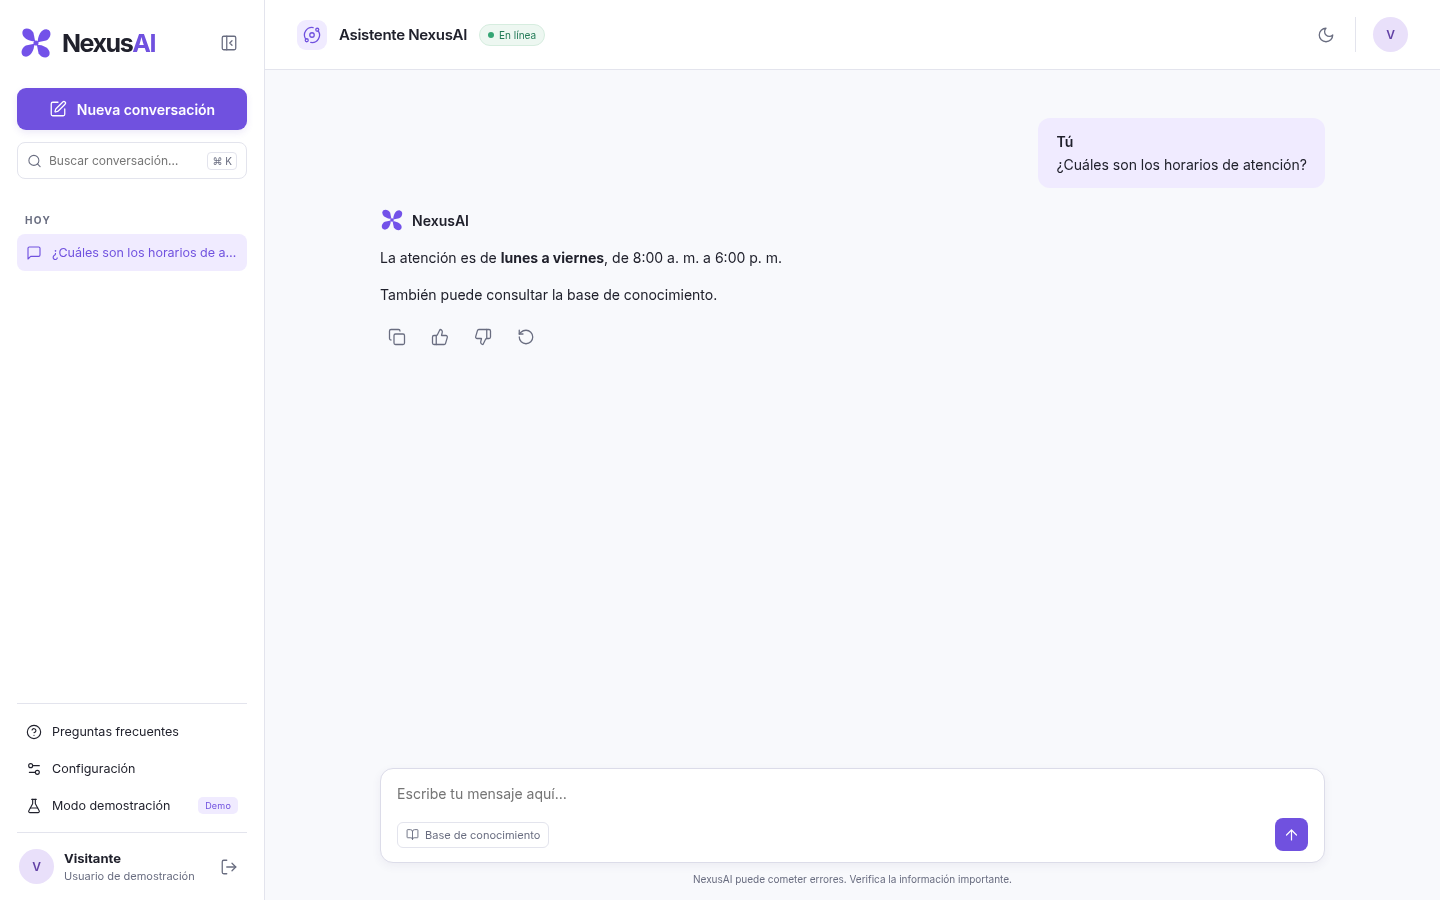 NexusAI
Nueva conversación
Buscar conversación...
⌘ K
HOY
¿Cuáles son los horarios de a...
Preguntas frecuentes
Configuración
Modo demostración
Demo
V
Visitante
Usuario de demostración
Asistente NexusAI
En línea
V
Tú
¿Cuáles son los horarios de atención?
NexusAI
La atención es de lunes a viernes, de 8:00 a. m. a 6:00 p. m.
También puede consultar la base de conocimiento.
Escribe tu mensaje aquí...
Base de conocimiento
NexusAI puede cometer errores. Verifica la información importante.